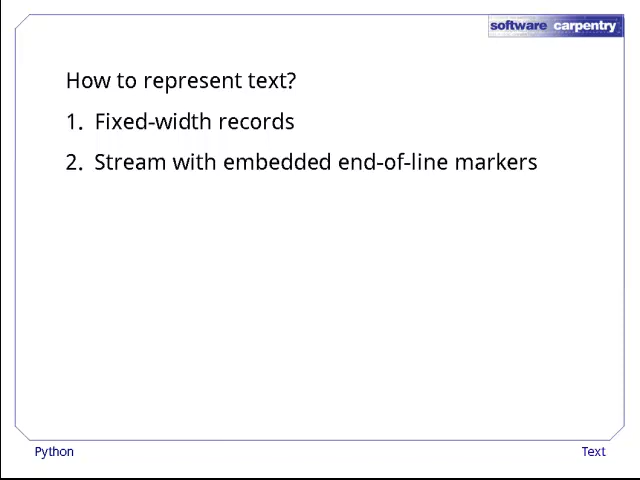 software carpentry
How to represent text?
1. Fixed-width records
2. Stream with embedded end-of-line markers
Python
Text